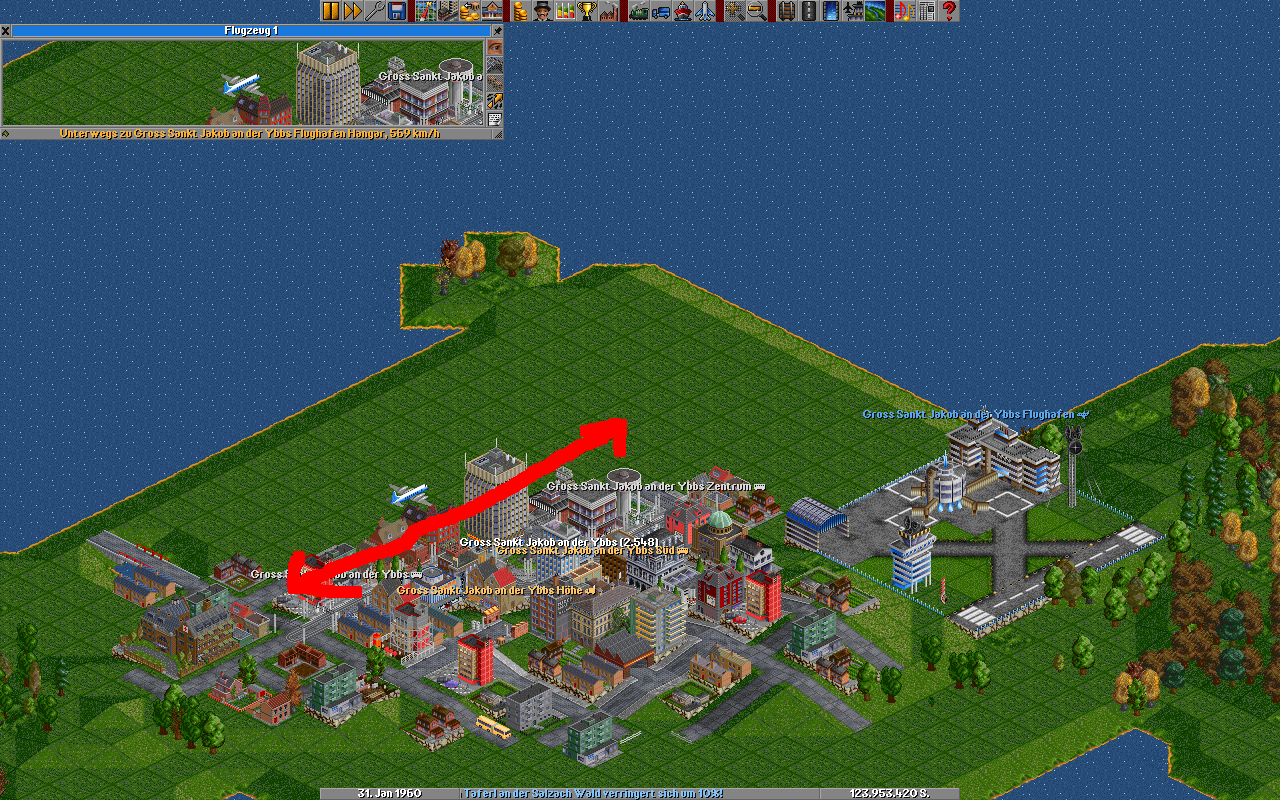 Flugzeug 1
Gross Sankt Jakob a
Unterwegs zu Gross Sankt Jakob an der Ybbs Flughafen Hangar, 569 km/h
Gross Sankt Jakob an der Ybbs Flughafen
Gross Sankt Jakob an der Ybbs Zentrum
Gross Sankt Jakob an der Ybbs (2,548)
Gross Sankt Jakob an der Ybbs Süd
Gross S kob an der Ybbs
Gross Sankt Jakob an der Ybbs Höhe
31. Jan 1960
Taferl an der Salzach Wald verringert sich um 10%!
123.953.420 S.